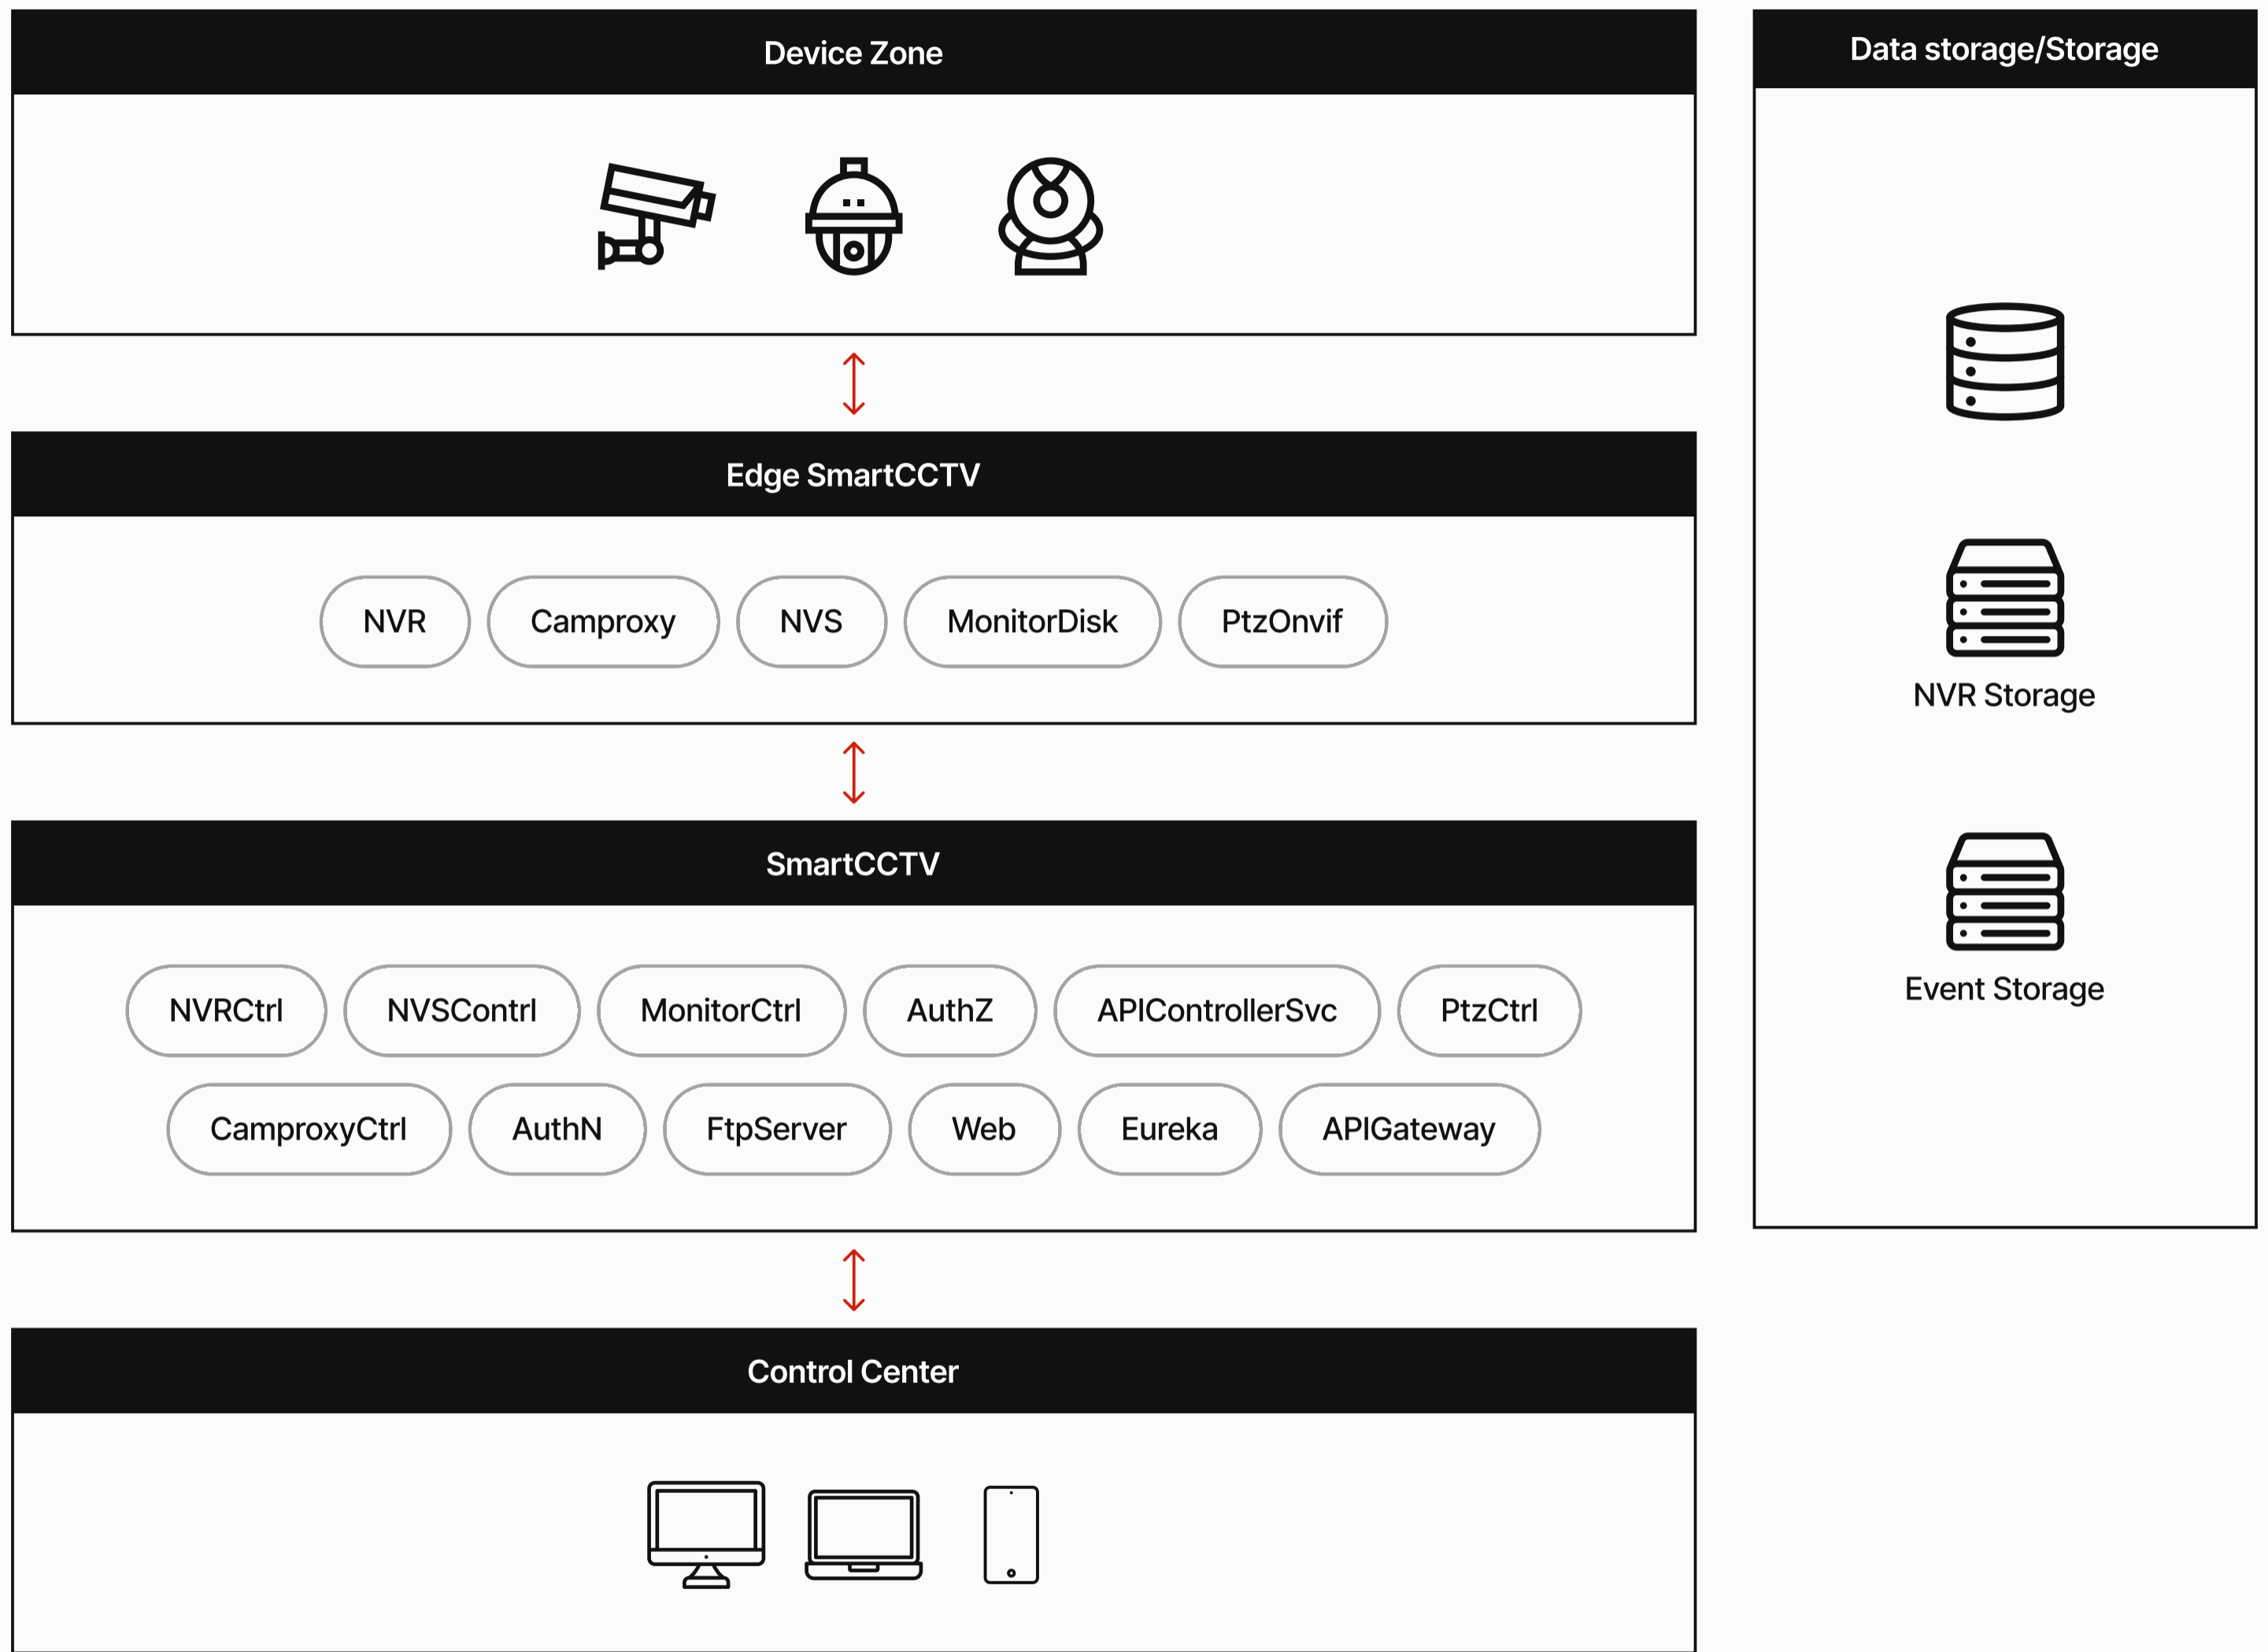 Device Zone
Edge SmartCCTV
NVR Camproxy NVS MonitorDisk PtzOnvif
SmartCCTV
NVRCtrl NVSContrl MonitorCtrl AuthZ APIControllerSvc PtzCtrl
CamproxyCtrl AuthN FtpServer Web Eureka APIGateway
Control Center
Data storage/Storage
NVR Storage
Event Storage